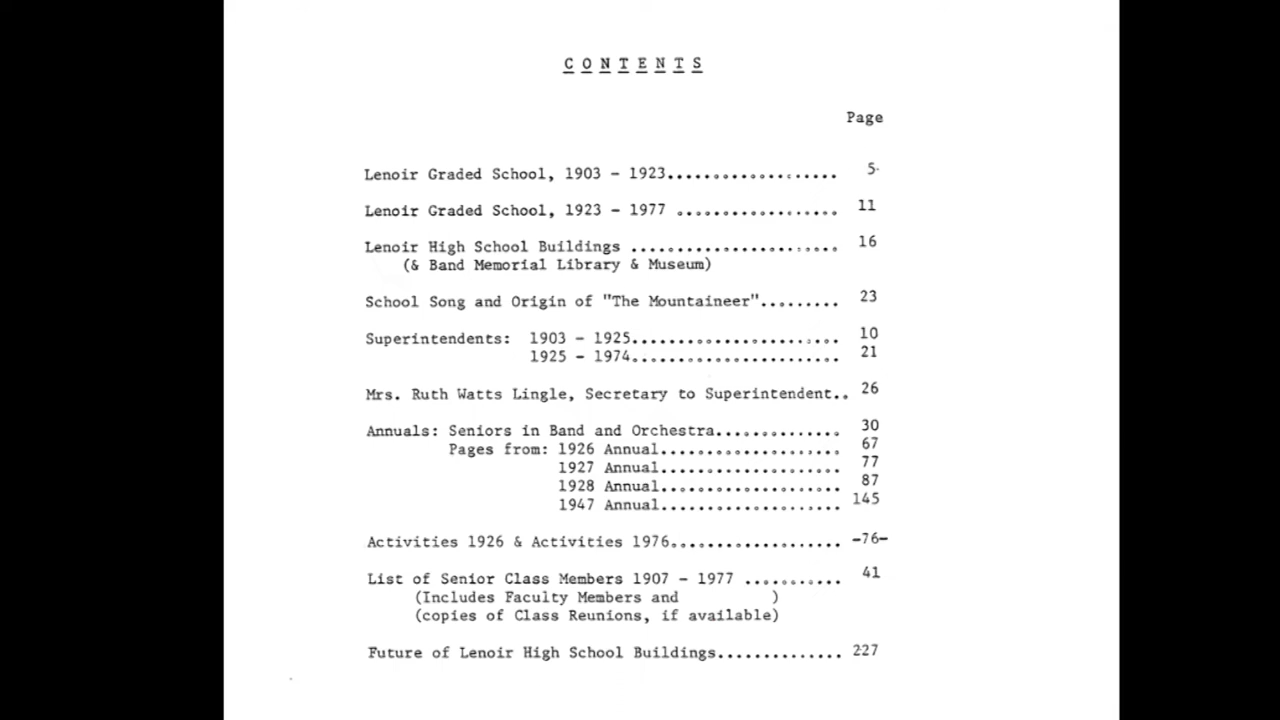 C O N T E N T S
Page
Lenoir Graded School, 1903 - 1923................... 5
Lenoir Graded School, 1923 - 1977 .................. 11
Lenoir High School Buildings ....................... 16
(& Band Memorial Library & Museum)
School Song and Origin of "The Mountaineer"......... 23
Superintendents: 1903 - 1925....................... 10
1925 - 1974....................... 21
Mrs. Ruth Watts Lingle, Secretary to Superintendent.. 26
Annuals: Seniors in Band and Orchestra.............. 30
Pages from: 1926 Annual.................... 67
1927 Annual.................... 77
1928 Annual.................... 87
1947 Annual.................... 145
Activities 1926 & Activities 1976................... -76-
List of Senior Class Members 1907 - 1977 ........... 41
(Includes Faculty Members and )
(copies of Class Reunions, if available)
Future of Lenoir High School Buildings.............. 227